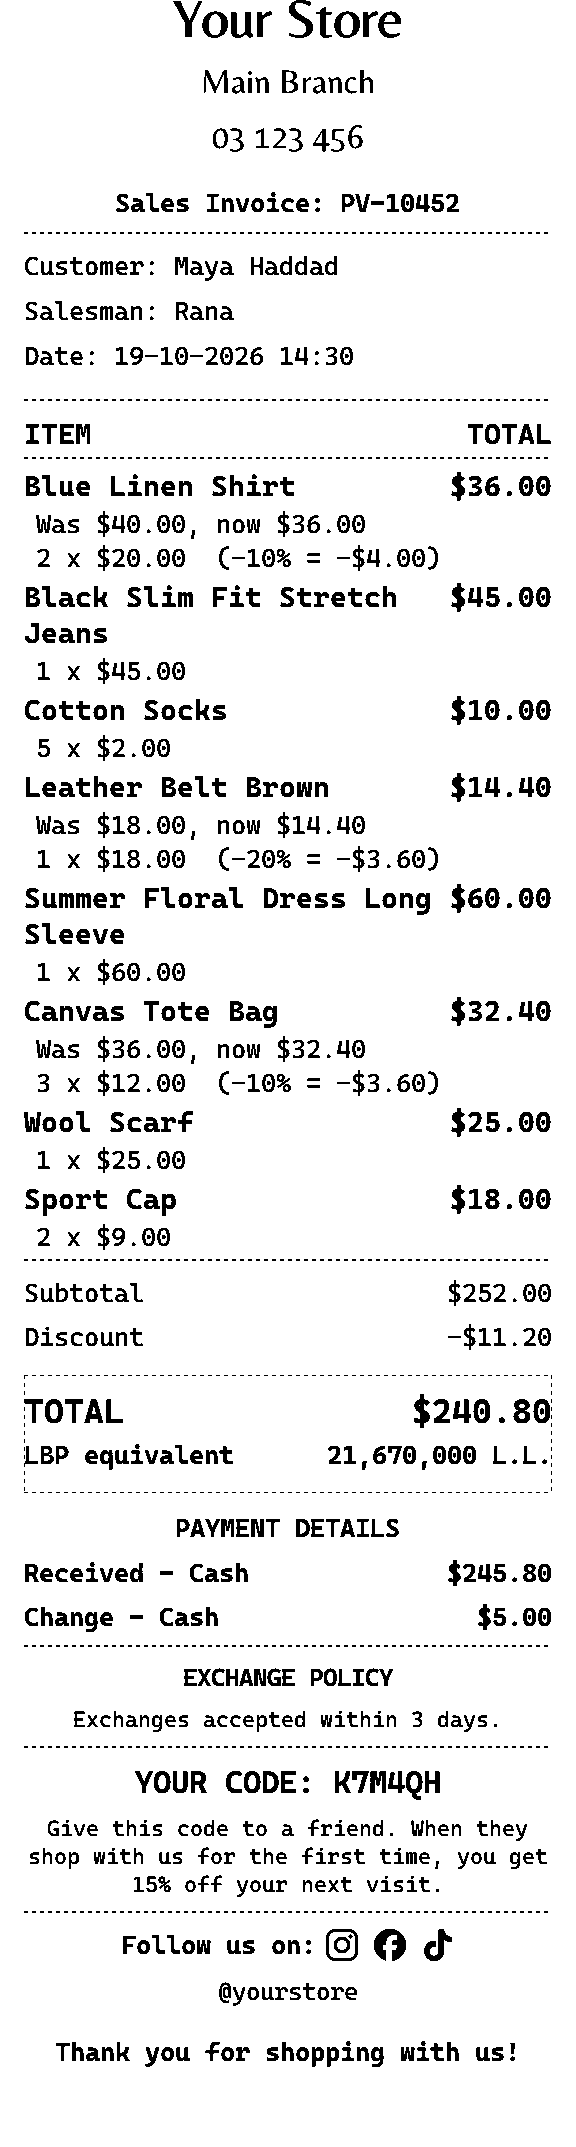 Your Store
Main Branch
03 123 456
Sales Invoice: PV-10452
Customer: Maya Haddad
Salesman: Rana
Date: 19-10-2026 14:30
ITEM TOTAL
Blue Linen Shirt $36.00
Was $40.00, now $36.00
2 x $20.00 (-10% = -$4.00)
Black Slim Fit Stretch $45.00
Jeans
1 x $45.00
Cotton Socks $10.00
5 x $2.00
Leather Belt Brown $14.40
Was $18.00, now $14.40
1 x $18.00 (-20% = -$3.60)
Summer Floral Dress Long $60.00
Sleeve
1 x $60.00
Canvas Tote Bag $32.40
Was $36.00, now $32.40
3 x $12.00 (-10% = -$3.60)
Wool Scarf $25.00
1 x $25.00
Sport Cap $18.00
2 x $9.00
Subtotal $252.00
Discount -$11.20
TOTAL $240.80
LBP equivalent 21,670,000 L.L.
PAYMENT DETAILS
Received - Cash $245.80
Change - Cash $5.00
EXCHANGE POLICY
Exchanges accepted within 3 days.
YOUR CODE: K7M4QH
Give this code to a friend. When they
shop with us for the first time, you get
15% off your next visit.
Follow us on:
@yourstore
Thank you for shopping with us!